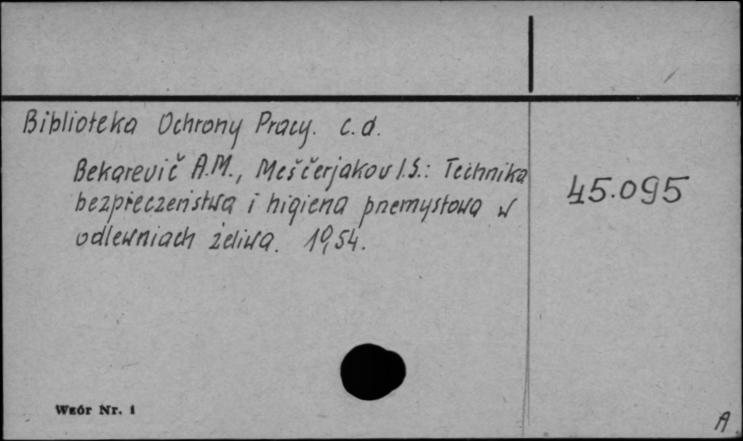 Biblioteka Ochrony Pracy. c.d.
Bekarevič A.M., Meščerjakov I.S.: Technika
bezpieczeństwa i higiena przemysłowa w
odlewniach żeliwa. 1954.
45.095
Wzór Nr. 1
A